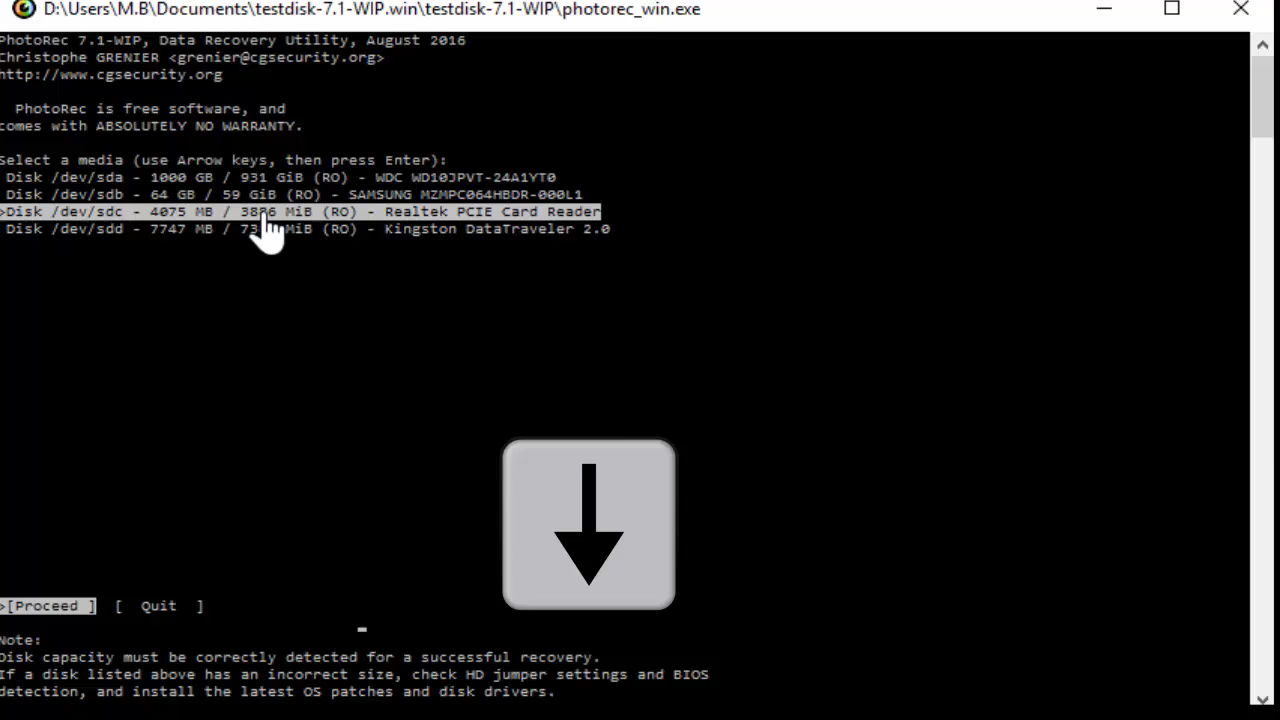 D:\Users\M.B\Documents\testdisk-7.1-WIP.win\testdisk-7.1-WIP\photorec_win.exe
PhotoRec 7.1-WIP, Data Recovery Utility, August 2016
Christophe GRENIER <grenier@cgsecurity.org>
http://www.cgsecurity.org
PhotoRec is free software, and
comes with ABSOLUTELY NO WARRANTY.
Select a media (use Arrow keys, then press Enter):
Disk /dev/sda - 1000 GB / 931 GiB (RO) - WDC WD10JPVT-24A1YT0
Disk /dev/sdb - 64 GB / 59 GiB (RO) - SAMSUNG MZMPC064HBDR-000L1
>Disk /dev/sdc - 4075 MB / 3886 MiB (RO) - Realtek PCIE Card Reader
Disk /dev/sdd - 7747 MB / MiB (RO) - Kingston DataTraveler 2.0
>[Proceed ] [ Quit ]
Note:
Disk capacity must be correctly detected for a successful recovery.
If a disk listed above has an incorrect size, check HD jumper settings and BIOS
detection, and install the latest OS patches and disk drivers.